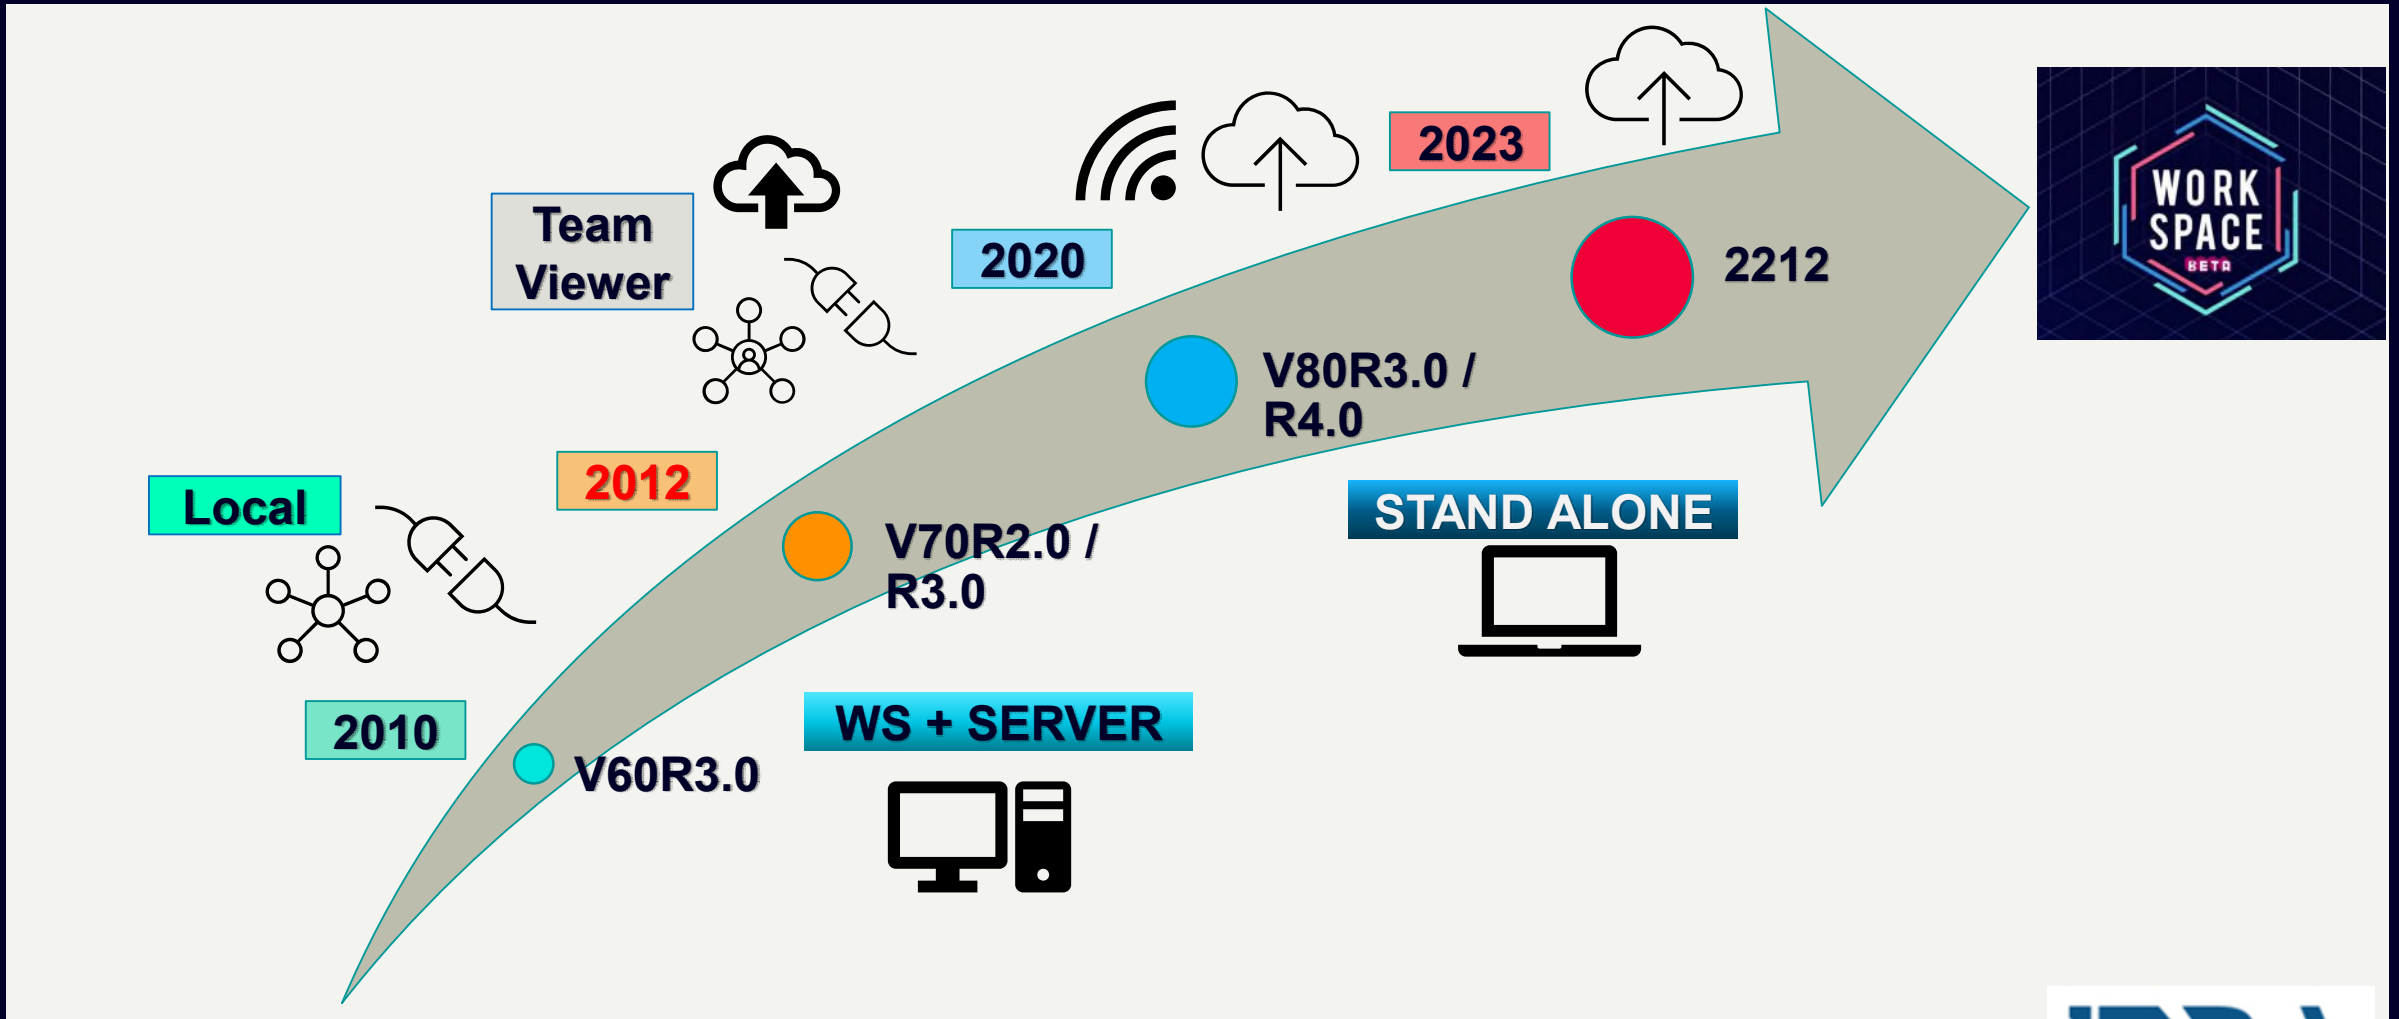 2023
Team
Viewer
2020
WORK
SPACE
BETA
2212
V80R3.0 /
R4.0
Local
2012
V70R2.0 /
R3.0
STAND ALONE
2010
V60R3.0
WS + SERVER